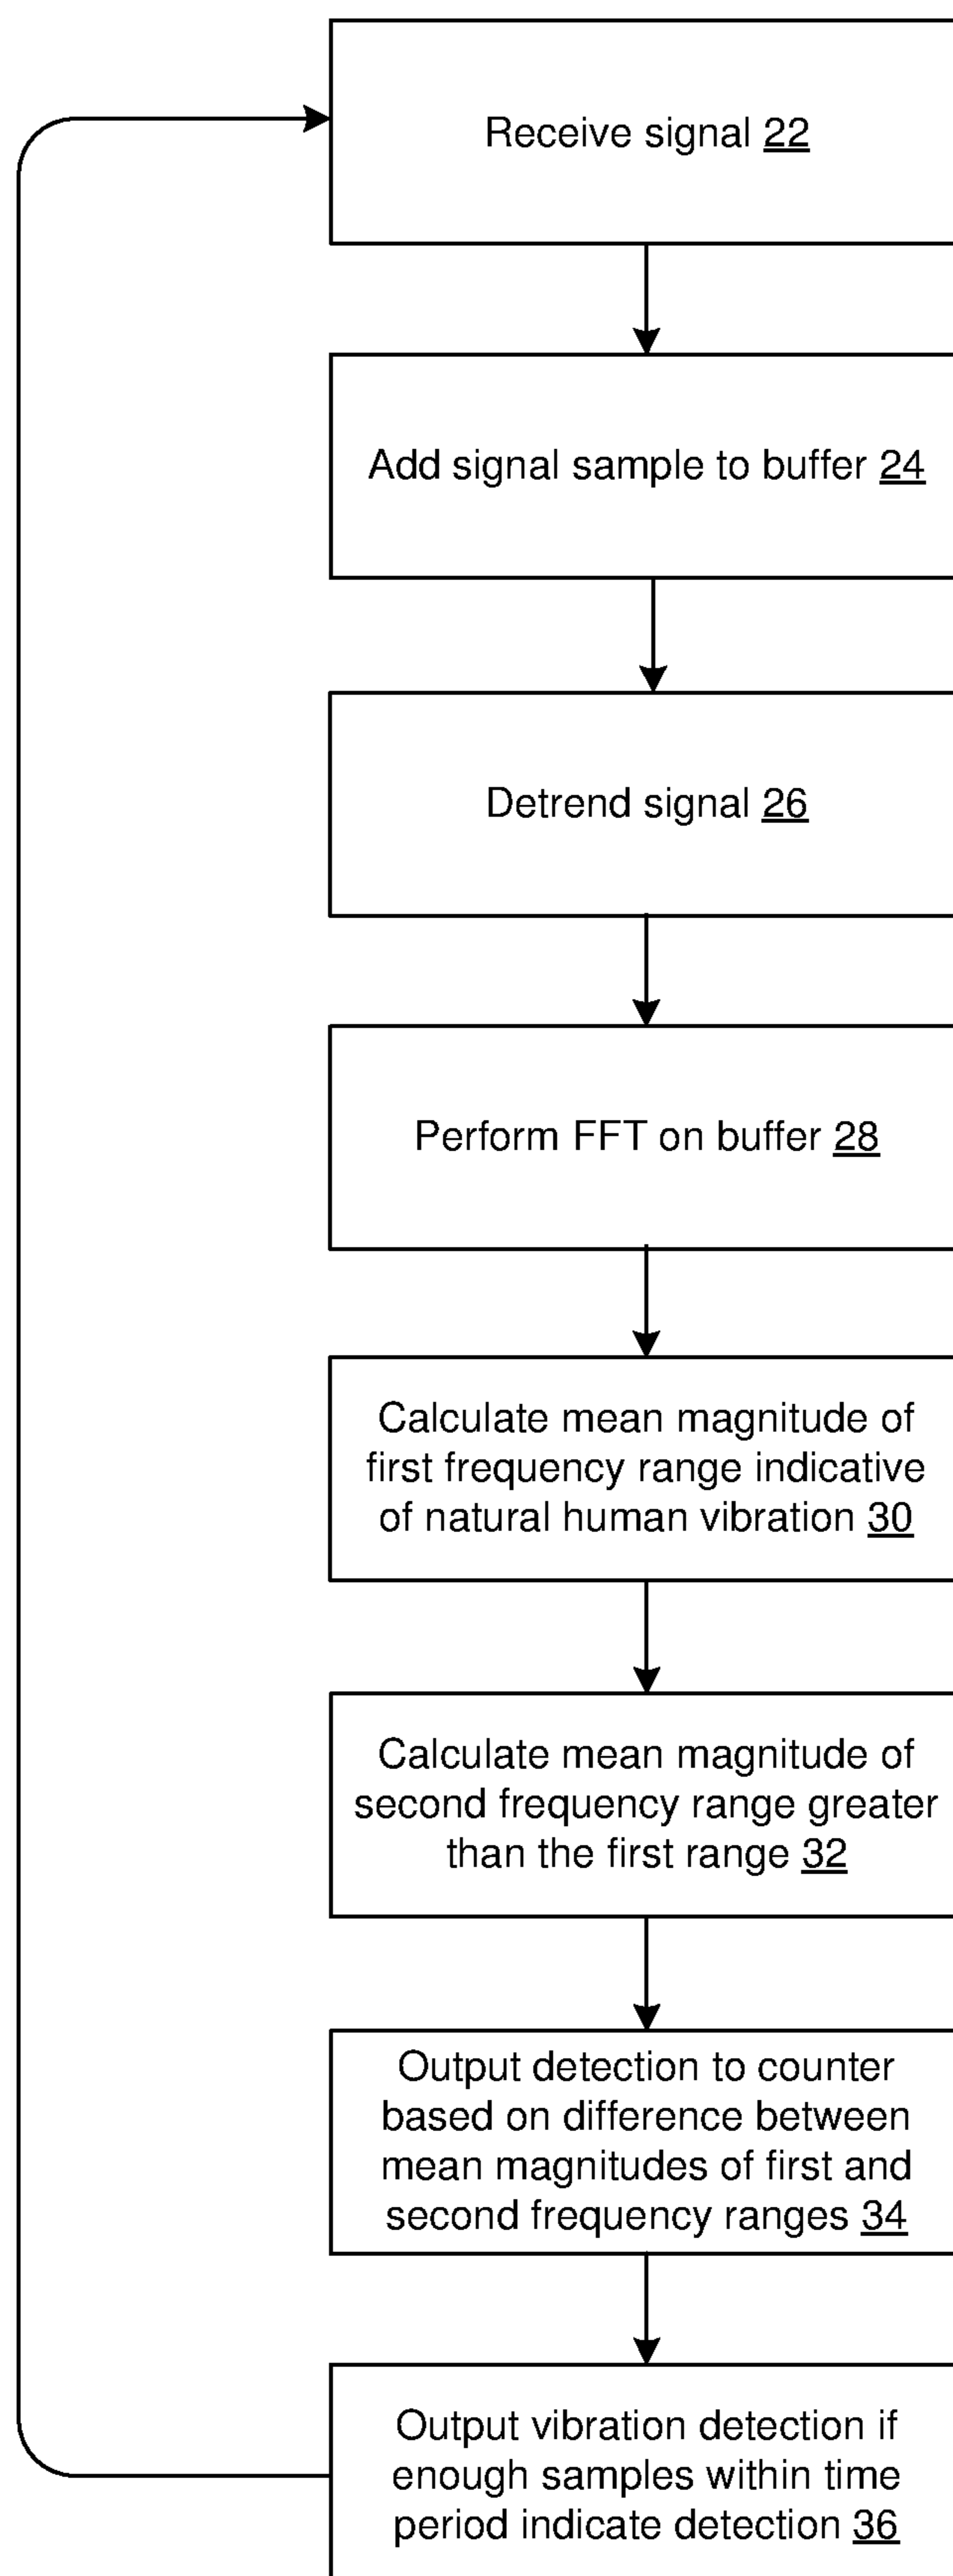 Receive signal 22
Add signal sample to buffer 24
Detrend signal 26
Perform FFT on buffer 28
Calculate mean magnitude of
first frequency range indicative
of natural human vibration 30
Calculate mean magnitude of
second frequency range greater
than the first range 32
Output detection to counter
based on difference between
mean magnitudes of first and
second frequency ranges 34
Output vibration detection if
enough samples within time
period indicate detection 36